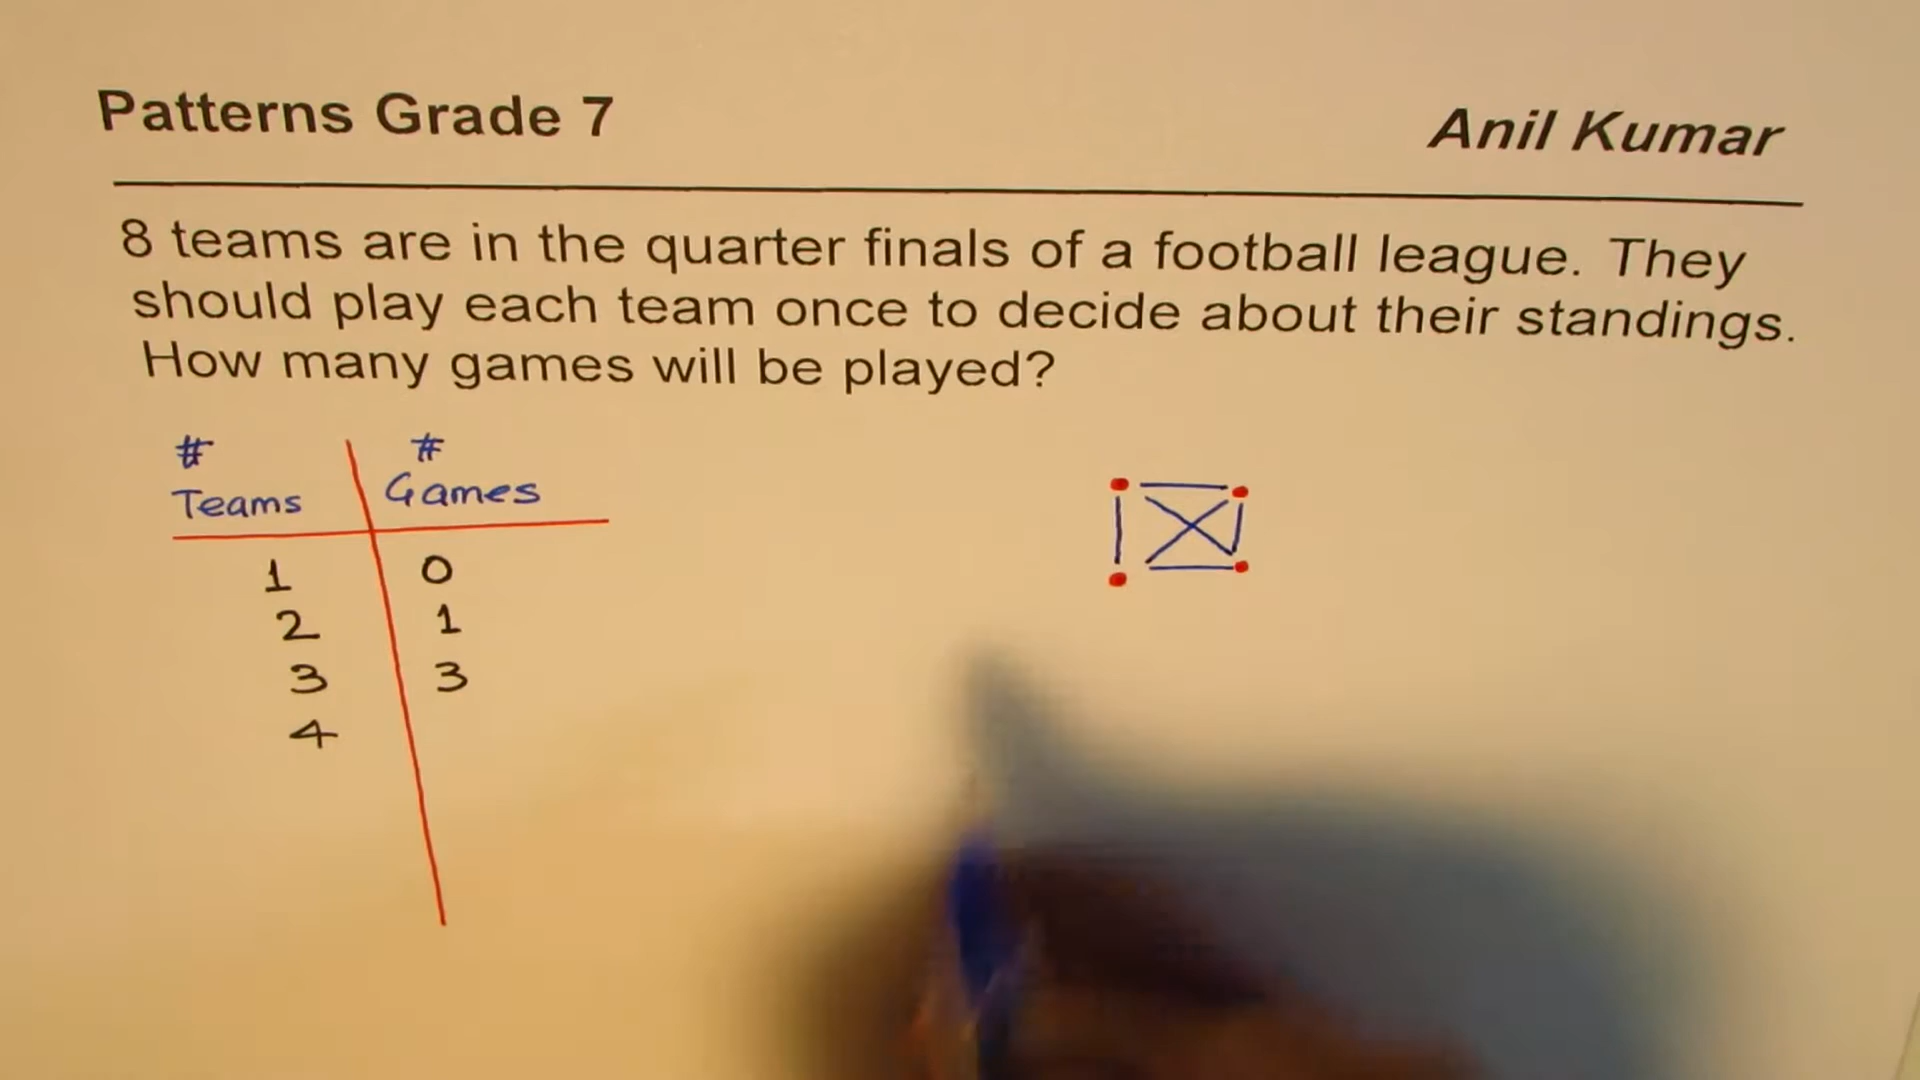 Patterns Grade 7
Anil Kumar
8 teams are in the quarter finals of a football league. They
should play each team once to decide about their standings.
How many games will be played?
# #
Teams Games
1 0
2 1
3 3
4